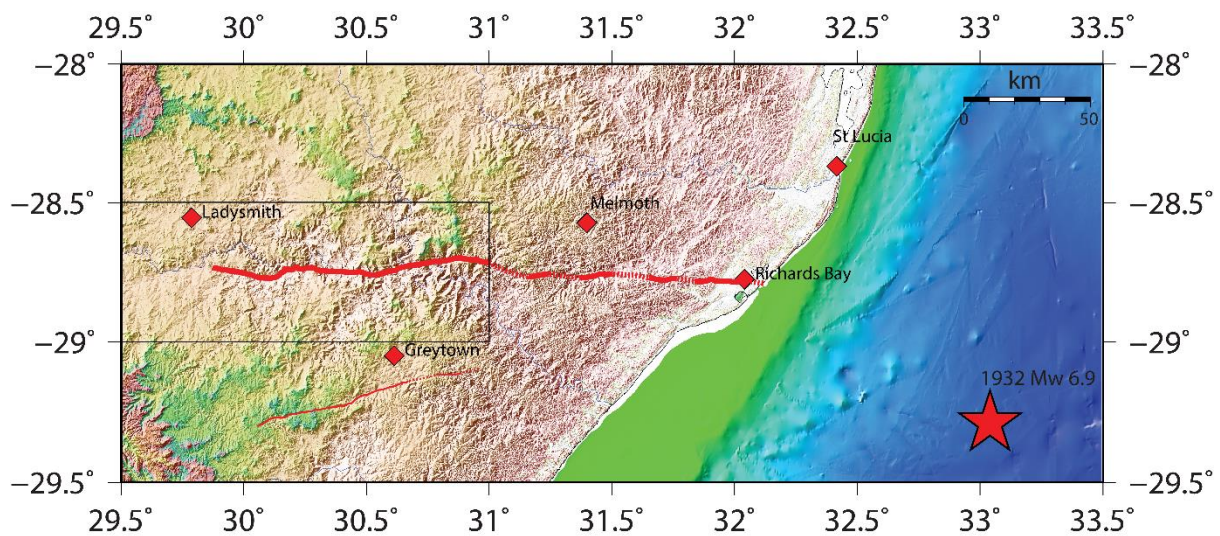 29.5° 30° 30.5° 31° 31.5° 32° 32.5° 33° 33.5°
−28° −28°
km
0 50
St Lucia
−28.5° −28.5°
Ladysmith
Melmoth
Richards Bay
−29° −29°
Greytown
1932 Mw 6.9
−29.5° −29.5°
29.5° 30° 30.5° 31° 31.5° 32° 32.5° 33° 33.5°